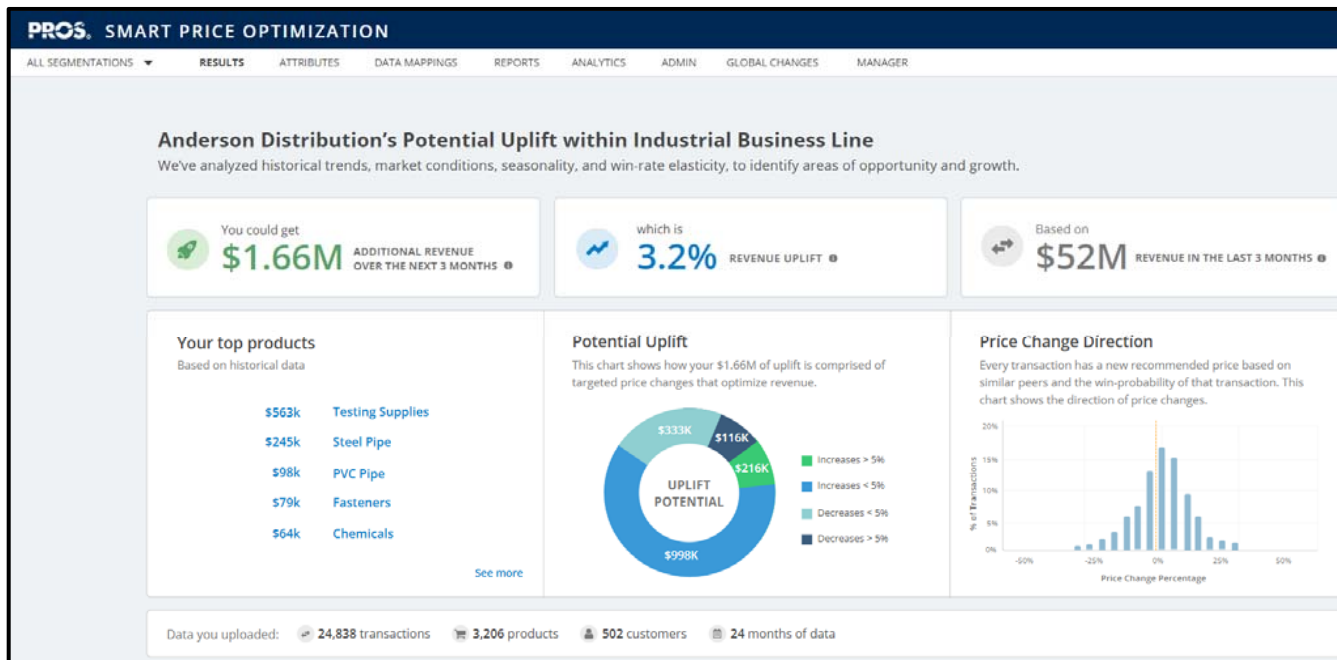 PROS® SMART PRICE OPTIMIZATION
ALL SEGMENTATIONS RESULTS ATTRIBUTES DATA MAPPINGS REPORTS ANALYTICS ADMIN GLOBAL CHANGES MANAGER
Anderson Distribution's Potential Uplift within Industrial Business Line
We've analyzed historical trends, market conditions, seasonality, and win-rate elasticity, to identify areas of opportunity and growth.
You could get
$1.66M ADDITIONAL REVENUE
OVER THE NEXT 3 MONTHS
which is
3.2% REVENUE UPLIFT
Based on
$52M REVENUE IN THE LAST 3 MONTHS
Your top products
Based on historical data
$563k Testing Supplies
$245k Steel Pipe
$98k PVC Pipe
$79k Fasteners
$64k Chemicals
See more
Potential Uplift
This chart shows how your $1.66M of uplift is comprised of
targeted price changes that optimize revenue.
$333K
$116K
$216K
UPLIFT
POTENTIAL
$998K
Increases > 5%
Increases < 5%
Decreases < 5%
Decreases > 5%
Price Change Direction
Every transaction has a new recommended price based on
similar peers and the win-probability of that transaction. This
chart shows the direction of price changes.
% of Transactions
20%
15%
10%
5%
0%
-50% -25% 0% 25% 50%
Price Change Percentage
Data you uploaded: 24,838 transactions 3,206 products 502 customers 24 months of data